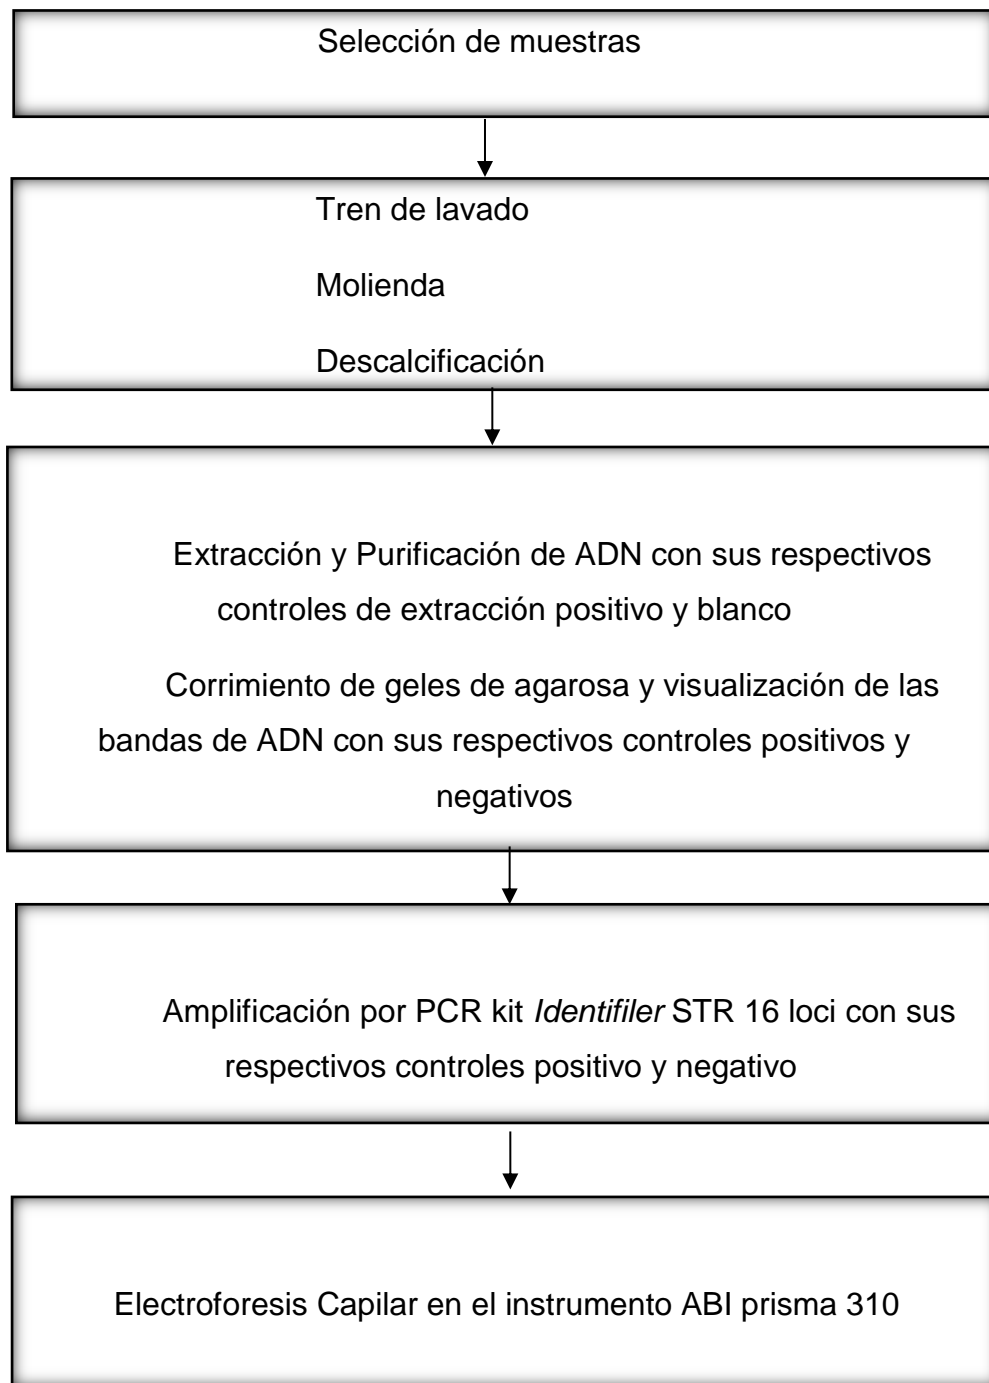 Selección de muestras
Tren de lavado
Molienda
Descalcificación
Extracción y Purificación de ADN con sus respectivos
controles de extracción positivo y blanco
Corrimiento de geles de agarosa y visualización de las
bandas de ADN con sus respectivos controles positivos y
negativos
Amplificación por PCR kit Identifiler STR 16 loci con sus
respectivos controles positivo y negativo
Electroforesis Capilar en el instrumento ABI prisma 310